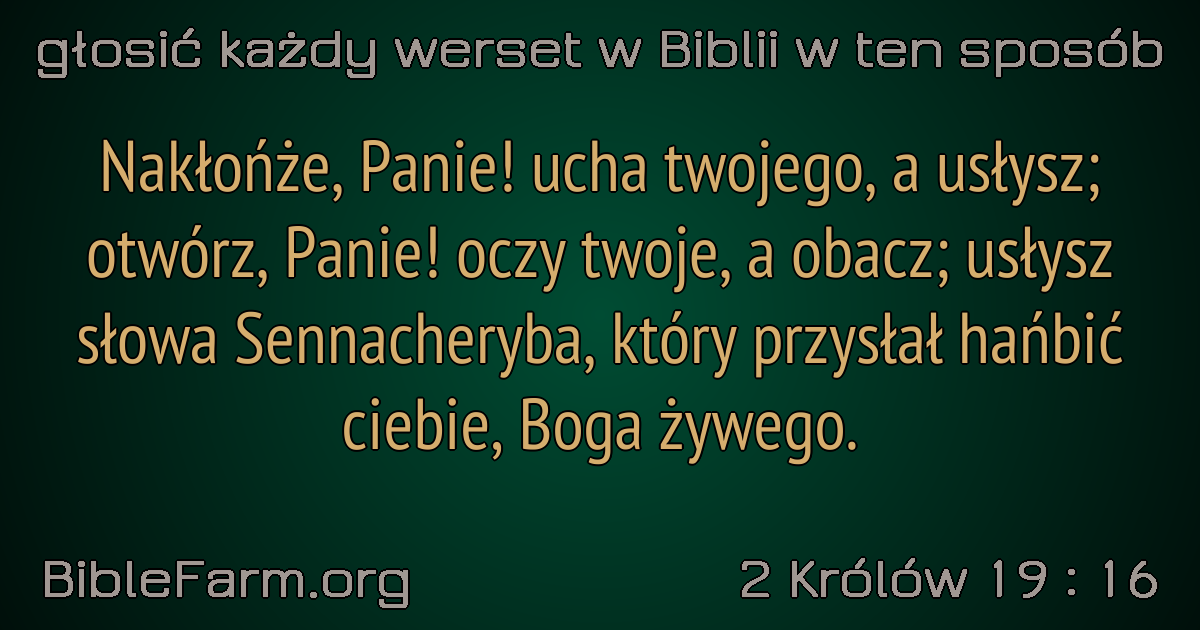 głosić każdy werset w Biblii w ten sposób
Nakłońże, Panie! ucha twojego, a usłysz;
otwórz, Panie! oczy twoje, a obacz; usłysz
słowa Sennacheryba, który przysłał hańbić
ciebie, Boga żywego.
BibleFarm.org
2 Królów 19 : 16